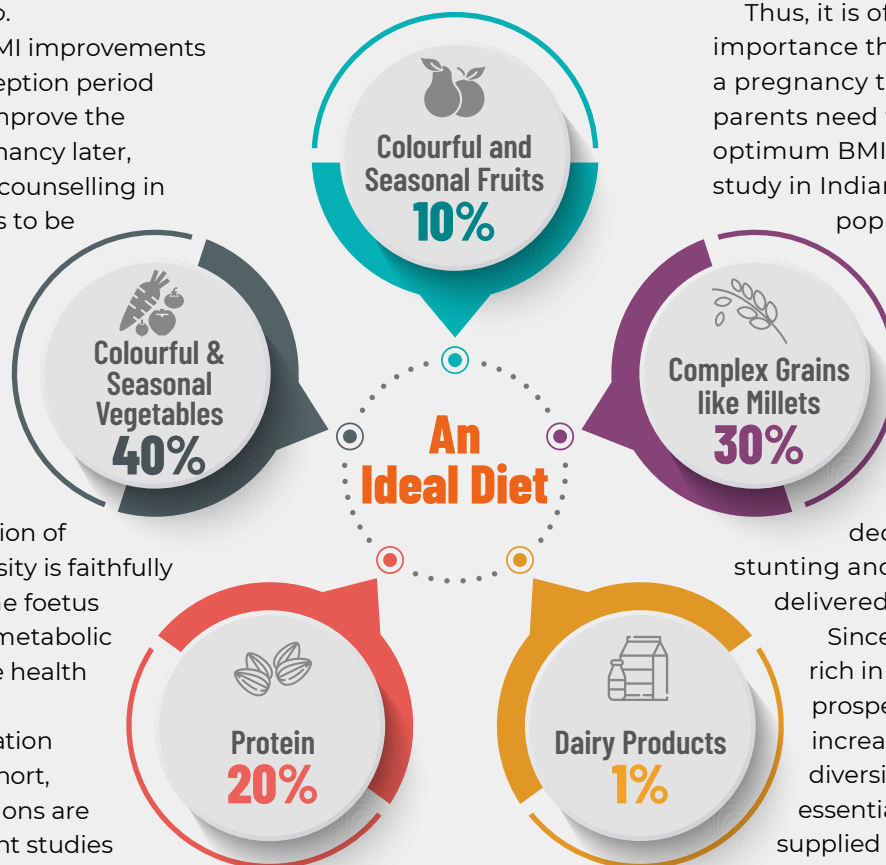 o.
MI improvements
eption period
mprove the
nancy later,
counselling in
s to be
Colourful and
Seasonal Fruits
10%
Thus, it is of
importance th
a pregnancy t
parents need
optimum BMI
study in Indian
pop
Colourful &
Seasonal
Vegetables
40%
An
Ideal Diet
Complex Grains
like Millets
30%
ion of
sity is faithfully
e foetus
metabolic
e health
ation
hort,
ons are
nt studies
Protein
20%
Dairy Products
1%
dec
stunting and
delivered
Since
rich in
prospe
increa
diversi
essentia
supplied